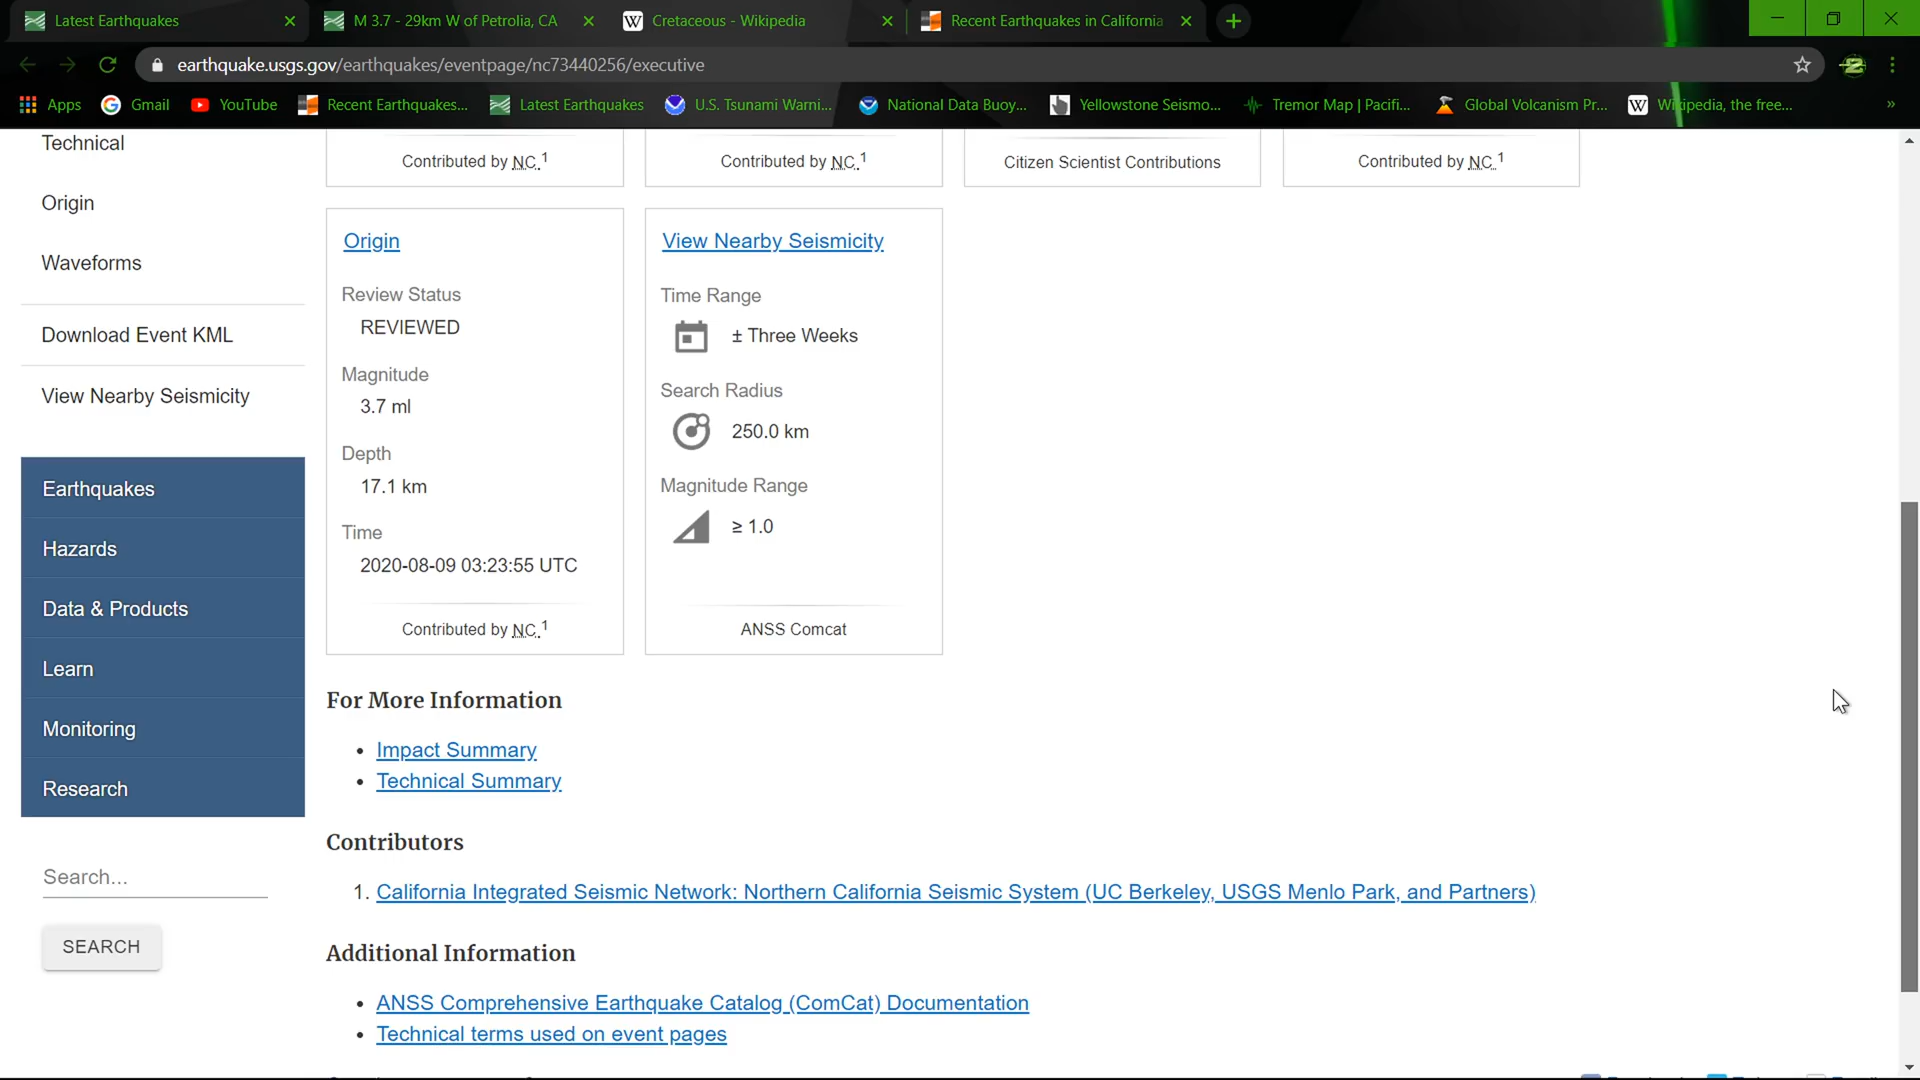 Latest Earthquakes
M 3.7 - 29km W of Petrolia, CA
Cretaceous - Wikipedia
Recent Earthquakes in California
earthquake.usgs.gov/earthquakes/eventpage/nc73440256/executive
Apps
Gmail
YouTube
Recent Earthquakes...
Latest Earthquakes
U.S. Tsunami Warni...
National Data Buoy...
Yellowstone Seismo...
Tremor Map | Pacifi...
Global Volcanism Pr...
Wikipedia, the free...
»
Technical
Origin
Waveforms
Download Event KML
View Nearby Seismicity
Earthquakes
Hazards
Data & Products
Learn
Monitoring
Research
Search...
SEARCH
Contributed by NC 1
Contributed by NC 1
Citizen Scientist Contributions
Contributed by NC 1
Origin
Review Status
REVIEWED
Magnitude
3.7 ml
Depth
17.1 km
Time
2020-08-09 03:23:55 UTC
Contributed by NC 1
View Nearby Seismicity
Time Range
± Three Weeks
Search Radius
250.0 km
Magnitude Range
≥ 1.0
ANSS Comcat
For More Information
• Impact Summary
• Technical Summary
Contributors
1. California Integrated Seismic Network: Northern California Seismic System (UC Berkeley, USGS Menlo Park, and Partners)
Additional Information
• ANSS Comprehensive Earthquake Catalog (ComCat) Documentation
• Technical terms used on event pages